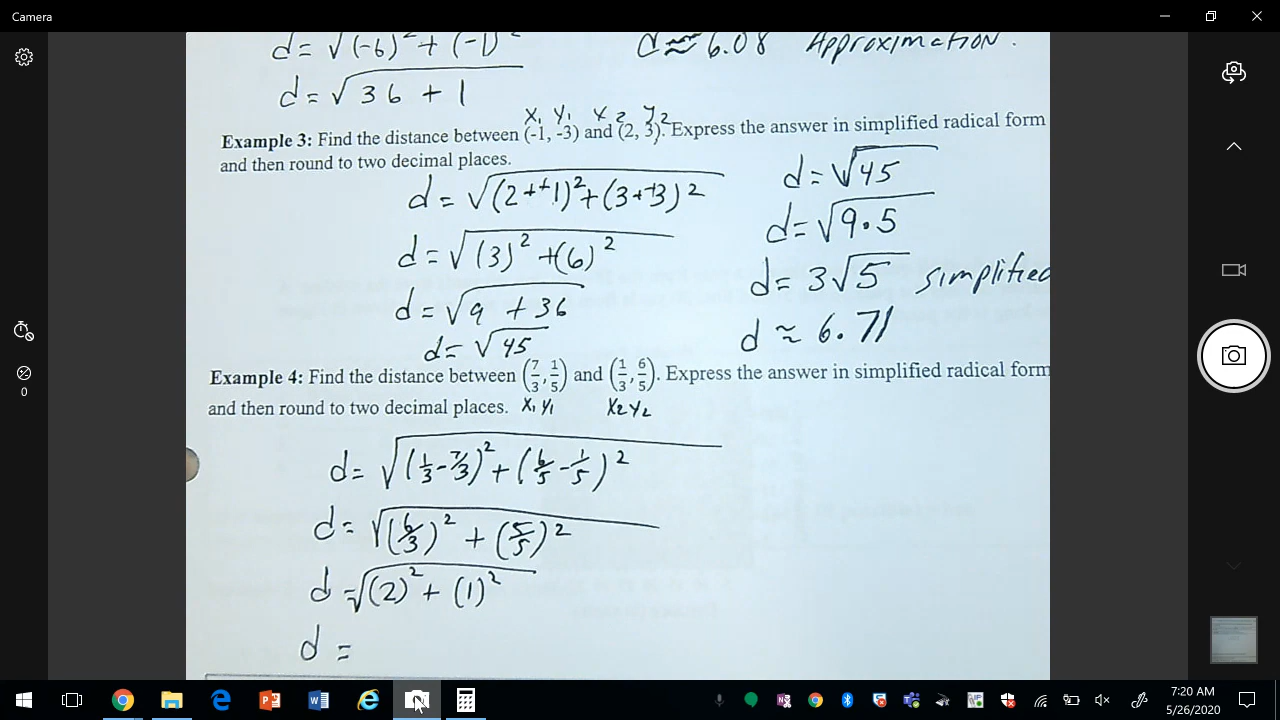 Camera
d = √(-6)² + (-1)²
d ≈ 6.08 Approximation.
d = √36 + 1
x₁ y₁ x₂ y₂
Example 3: Find the distance between (-1, -3) and (2, 3). Express the answer in simplified radical form
and then round to two decimal places.
d = √(2++1)²+(3++3)²
d = √(3)² +(6)²
d = √9 + 36
d = √45
d = √45
d = √9·5
d = 3√5 simplified
d ≈ 6.71
Example 4: Find the distance between (7/3, 1/5) and (1/3, 6/5). Express the answer in simplified radical form
and then round to two decimal places. x₁ y₁ x₂ y₂
d = √(1/3 - 7/3)² + (6/5 - 1/5)²
d = √(6/3)² + (5/5)²
d = √(2)² + (1)²
d =
0
7:20 AM
5/26/2020